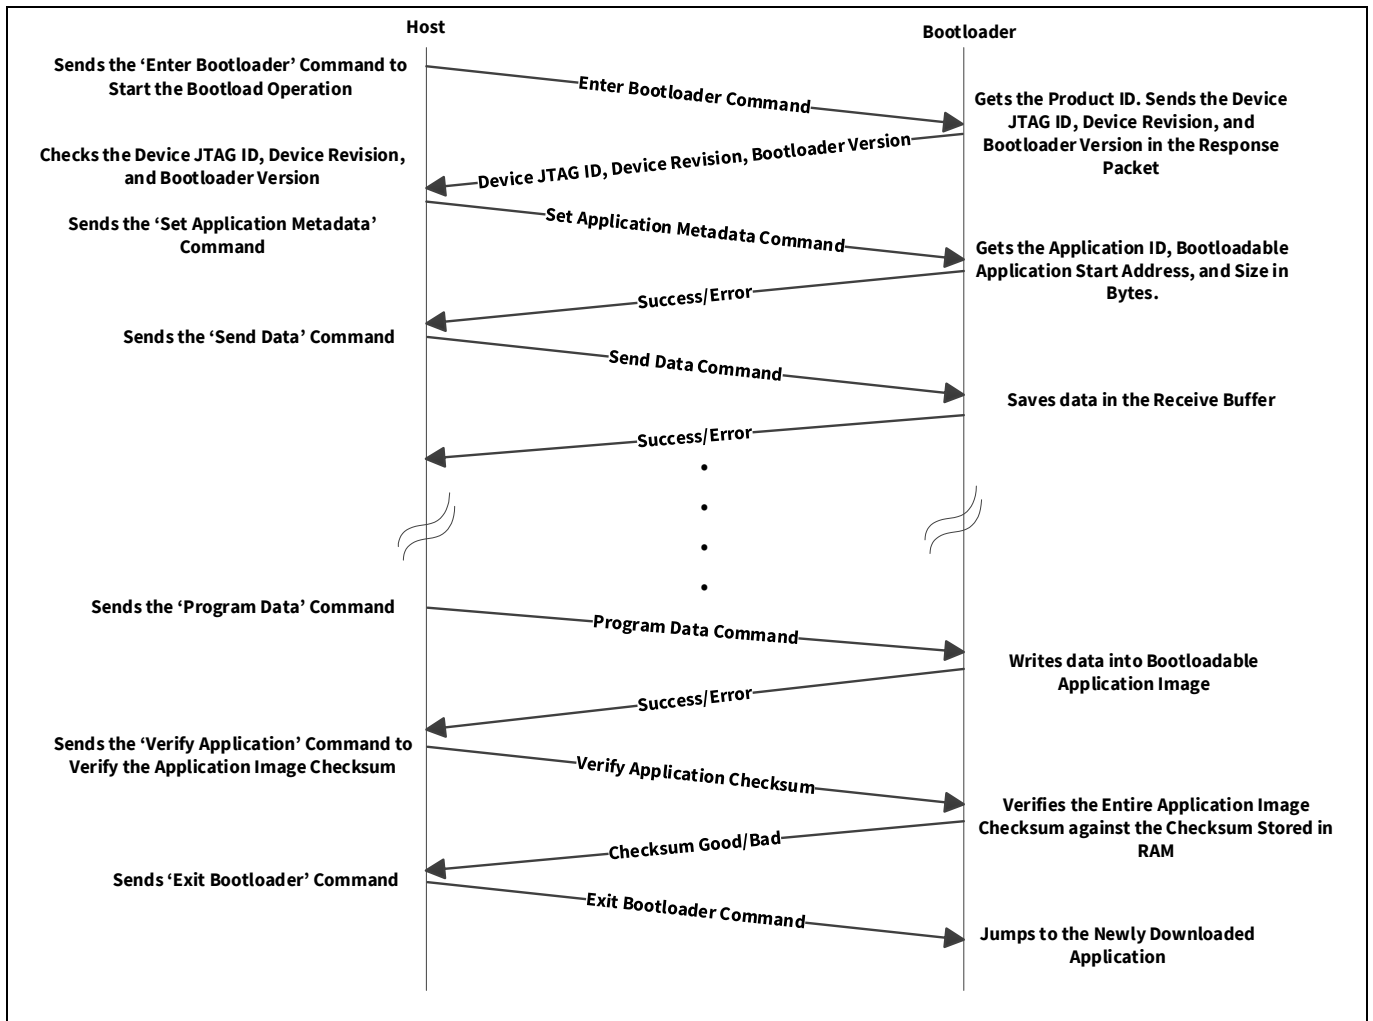 Host
Bootloader
Sends the ‘Enter Bootloader’ Command to
Start the Bootload Operation
Enter Bootloader Command
Gets the Product ID. Sends the Device
JTAG ID, Device Revision, and
Bootloader Version in the Response
Packet
Device JTAG ID, Device Revision, Bootloader Version
Checks the Device JTAG ID, Device Revision,
and Bootloader Version
Sends the ‘Set Application Metadata’
Command
Set Application Metadata Command
Gets the Application ID, Bootloadable
Application Start Address, and Size in
Bytes.
Success/Error
Sends the ‘Send Data’ Command
Send Data Command
Saves data in the Receive Buffer
Success/Error
Sends the ‘Program Data’ Command
Program Data Command
Writes data into Bootloadable
Application Image
Success/Error
Sends the ‘Verify Application’ Command to
Verify the Application Image Checksum
Verify Application Checksum
Verifies the Entire Application Image
Checksum against the Checksum Stored in
RAM
Checksum Good/Bad
Sends ‘Exit Bootloader’ Command
Exit Bootloader Command
Jumps to the Newly Downloaded
Application